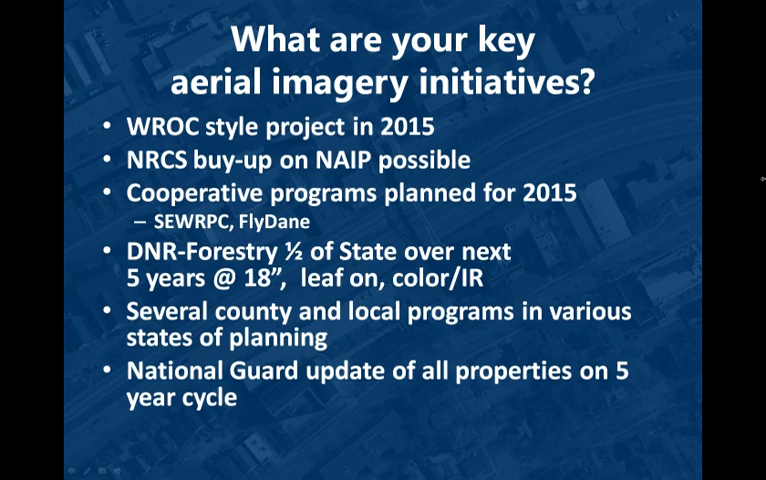 What are your key
aerial imagery initiatives?
• WROC style project in 2015
• NRCS buy-up on NAIP possible
• Cooperative programs planned for 2015
– SEWRPC, FlyDane
• DNR-Forestry ½ of State over next
5 years @ 18”, leaf on, color/IR
• Several county and local programs in various
states of planning
• National Guard update of all properties on 5
year cycle